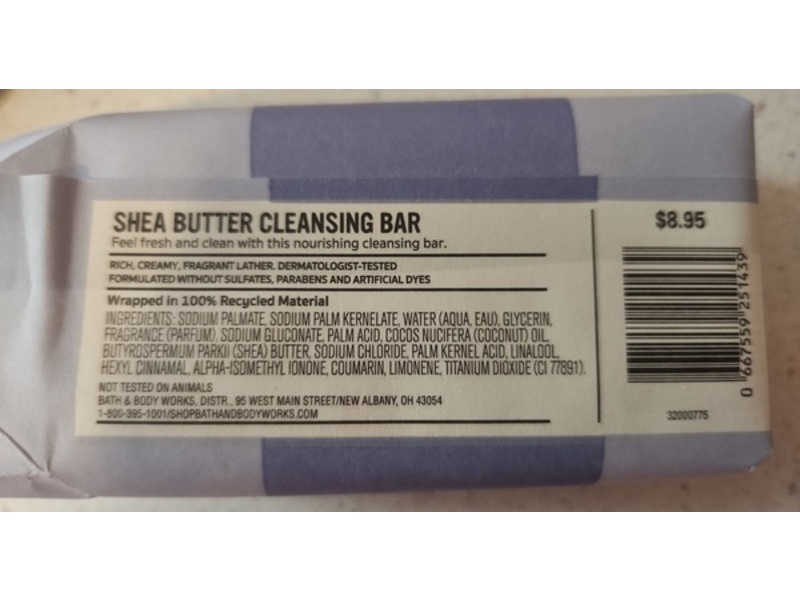 SHEA BUTTER CLEANSING BAR
Feel fresh and clean with this nourishing cleansing bar.
RICH, CREAMY, FRAGRANT LATHER. DERMATOLOGIST-TESTED
FORMULATED WITHOUT SULFATES, PARABENS AND ARTIFICIAL DYES
Wrapped in 100% Recycled Material
INGREDIENTS: SODIUM PALMATE, SODIUM PALM KERNELATE, WATER (AQUA, EAU), GLYCERIN,
FRAGRANCE (PARFUM), SODIUM GLUCONATE, PALM ACID, COCOS NUCIFERA (COCONUT) OIL,
BUTYROSPERMUM PARKII (SHEA) BUTTER, SODIUM CHLORIDE, PALM KERNEL ACID, LINALOOL,
HEXYL CINNAMAL, ALPHA-ISOMETHYL IONONE, COUMARIN, LIMONENE, TITANIUM DIOXIDE (CI 77891).
NOT TESTED ON ANIMALS
BATH & BODY WORKS, DISTR., 95 WEST MAIN STREET/NEW ALBANY, OH 43054
1-800-395-1001/SHOPBATHANDBODYWORKS.COM
$8.95
0 667559 251439
32000775